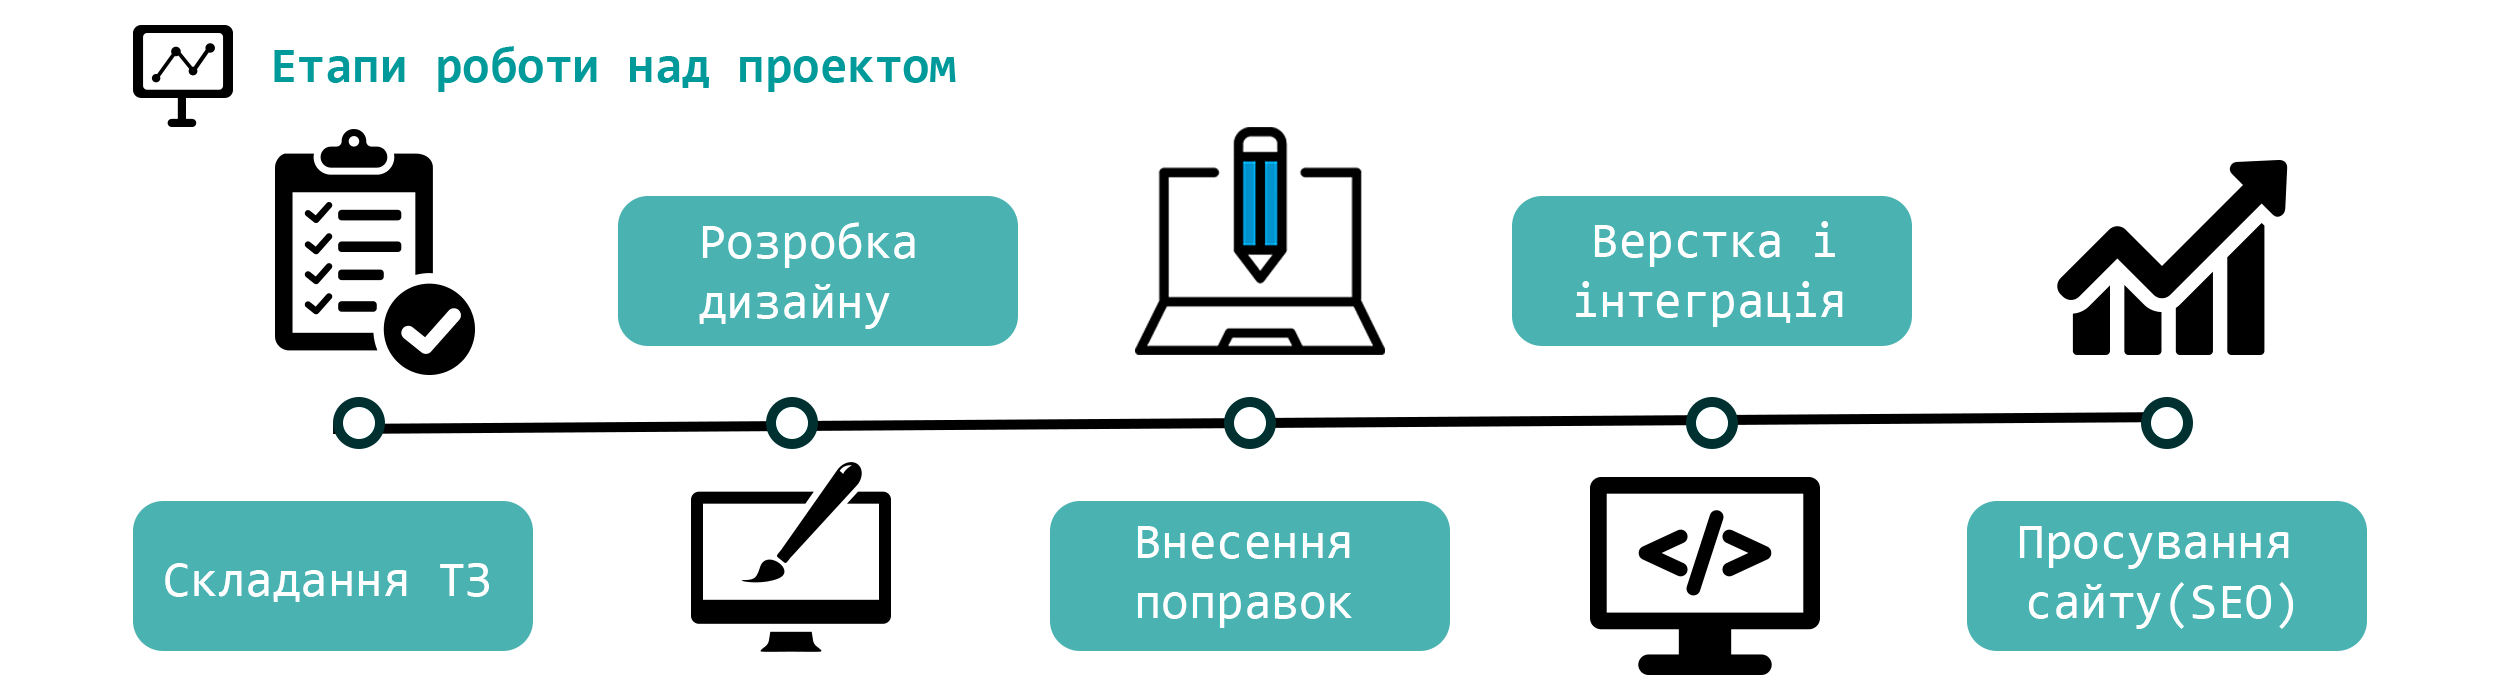 Етапи роботи над проектом
Розробка
дизайну
Верстка і
інтеграція
Складання ТЗ
Внесення
поправок
Просування
сайту(SEO)